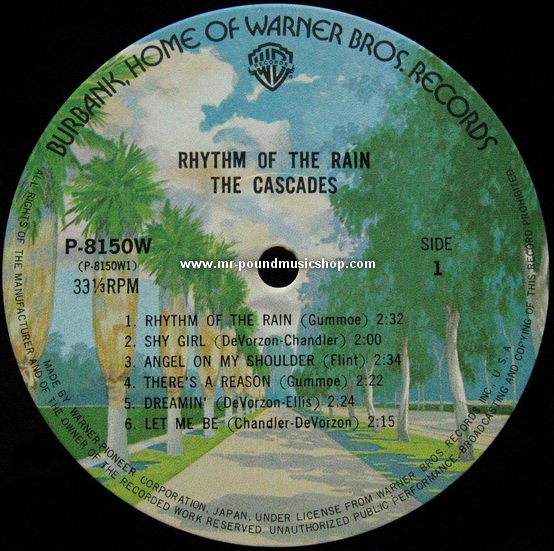 BURBANK, HOME OF WARNER BROS. RECORDS
WB
RECORDS
RHYTHM OF THE RAIN
THE CASCADES
P-8150W
(P-8150W1)
33⅓RPM
SIDE
1
www.mr-poundmusicshop.com
1. RHYTHM OF THE RAIN (Gummoe) 2:32
2. SHY GIRL (DeVorzon-Chandler) 2:00
3. ANGEL ON MY SHOULDER (Flint) 2:34
4. THERE'S A REASON (Gummoe) 2:22
5. DREAMIN' (DeVorzon-Ellis) 2:24
6. LET ME BE (Chandler-DeVorzon) 2:15
MADE BY WARNER-PIONEER CORPORATION, JAPAN, UNDER LICENSE FROM WARNER BROS RECORDS INC., U.S.A.
ALL RIGHTS OF THE MANUFACTURER AND OF THE OWNER OF THE RECORDED WORK RESERVED. UNAUTHORIZED PUBLIC PERFORMANCE, BROADCASTING AND COPYING OF THIS RECORD PROHIBITED.